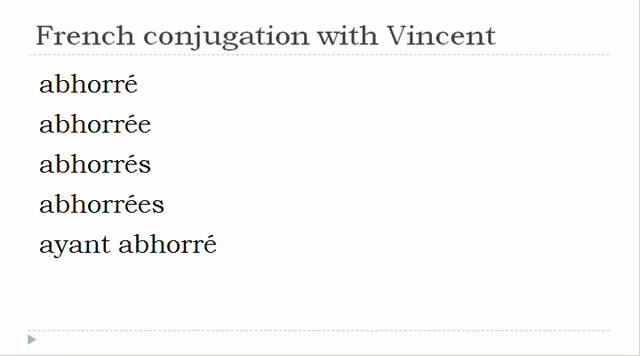 French conjugation with Vincent
abhorré
abhorrée
abhorrés
abhorrées
ayant abhorré